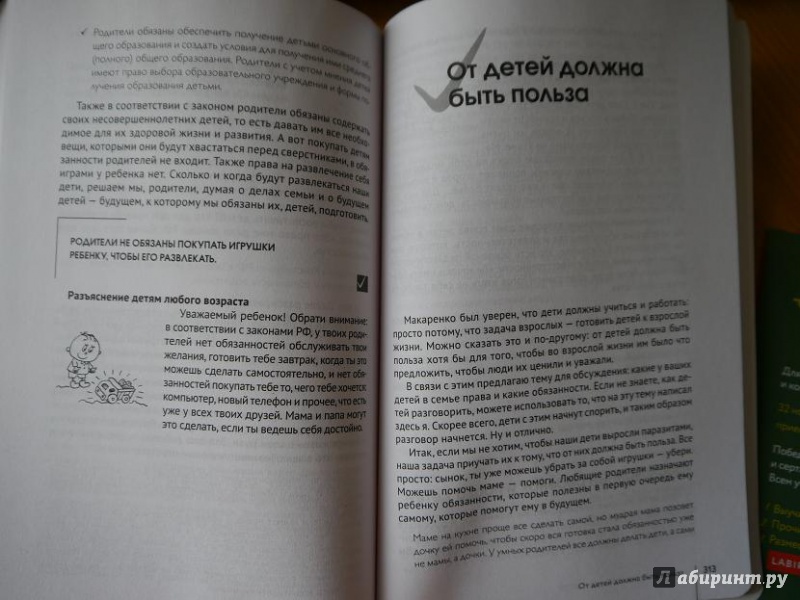 ✓ Родители обязаны обеспечить получение детьми основного об-
щего образования и создать условия для получения ими среднего
(полного) общего образования. Родители с учетом мнения детей
имеют право выбора образовательного учреждения и формы по-
лучения образования детьми.
Также в соответствии с законом родители обязаны содержать
своих несовершеннолетних детей, то есть давать им все необхо-
димое для их здоровой жизни и развития. А вот покупать детям
вещи, которыми они будут хвастаться перед сверстниками, в обя-
занности родителей не входит. Также права на развлечение себя
играми у ребенка нет. Сколько и когда будут развлекаться наши
дети, решаем мы, родители, думая о делах семьи и о будущем
детей – будущем, к которому мы обязаны их, детей, подготовить.
РОДИТЕЛИ НЕ ОБЯЗАНЫ ПОКУПАТЬ ИГРУШКИ
РЕБЕНКУ, ЧТОБЫ ЕГО РАЗВЛЕКАТЬ.
Разъяснение детям любого возраста
Уважаемый ребенок! Обрати внимание:
в соответствии с законами РФ, у твоих роди-
телей нет обязанностей обслуживать твои
желания, готовить тебе завтрак, когда ты это
можешь сделать самостоятельно, и нет обя-
занностей покупать тебе то, чего тебе хочется:
компьютер, новый телефон и прочее, что есть
уже у всех твоих друзей. Мама и папа могут
это сделать, если ты ведешь себя достойно.
От детей должна
быть польза
Макаренко был уверен, что дети должны учиться и работать:
просто потому, что задача взрослых – готовить детей к взрослой
жизни. Можно сказать это и по-другому: от детей должна быть
польза хотя бы для того, чтобы во взрослой жизни им было что
предложить, чтобы люди их ценили и уважали.
В связи с этим предлагаю тему для обсуждения: какие у ваших
детей в семье права и какие обязанности. Если не знаете, как де-
тей разговорить, можете использовать то, что на эту тему написал
здесь я. Скорее всего, дети с этим начнут спорить, и таким образом
разговор начнется. Ну и отлично.
Итак, если мы не хотим, чтобы наши дети выросли паразитами,
наша задача приучать их к тому, что от них должна быть польза. Все
просто: сынок, ты уже можешь убрать за собой игрушки – убери.
Можешь помочь маме – помоги. Любящие родители назначают
ребенку обязанности, которые полезны в первую очередь ему
самому, которые помогут ему в будущем.
Маме на кухне проще все сделать самой, но мудрая мама позовет
дочку ей помочь, чтобы скоро вся готовка стала обязанностью уже
не мамы, а дочки. У умных родителей все должны делать дети, а сами
От детей должна быть
313
Лабиринт.ру
и сер
Всем у
LABI